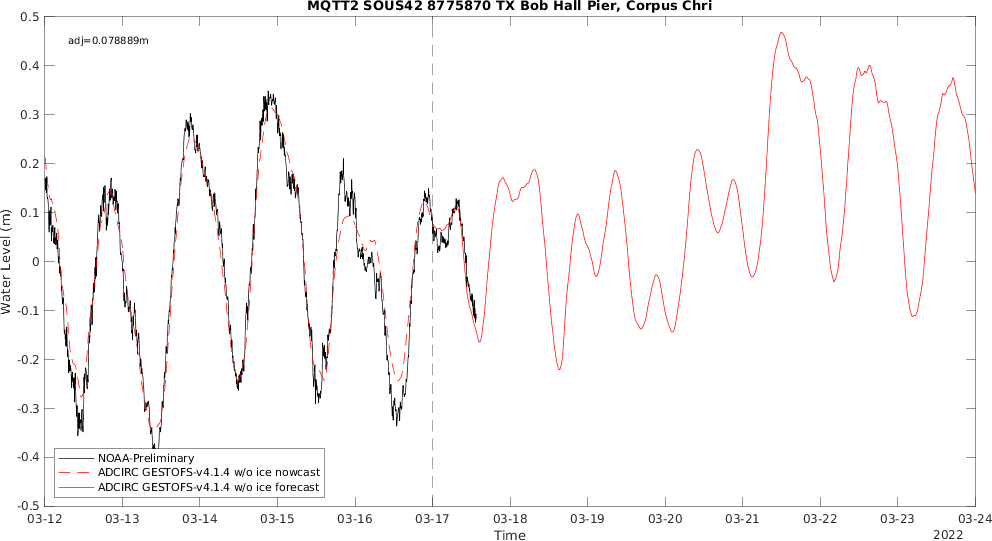 MQTT2 SOUS42 8775870 TX Bob Hall Pier, Corpus Chri
adj=0.078889m
Water Level (m)
0.5
0.4
0.3
0.2
0.1
0
-0.1
-0.2
-0.3
-0.4
-0.5
NOAA-Preliminary
ADCIRC GESTOFS-v4.1.4 w/o ice nowcast
ADCIRC GESTOFS-v4.1.4 w/o ice forecast
03-12 03-13 03-14 03-15 03-16 03-17 03-18 03-19 03-20 03-21 03-22 03-23 03-24
Time
2022